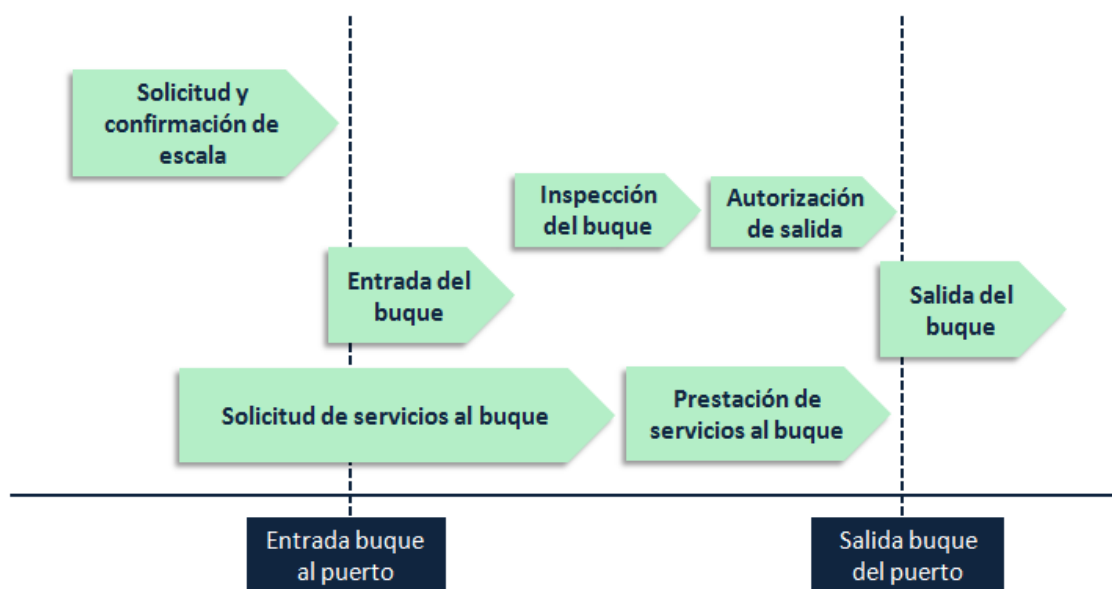 Solicitud y
confirmación de
escala
Inspección
del buque
Autorización
de salida
Entrada del
buque
Salida del
buque
Solicitud de servicios al buque
Prestación de
servicios al buque
Entrada buque
al puerto
Salida buque
del puerto